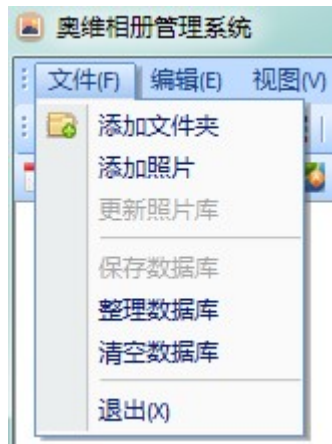 奥维相册管理系统
文件(F) 编辑(E) 视图(V)
添加文件夹
添加照片
更新照片库
保存数据库
整理数据库
清空数据库
退出(X)